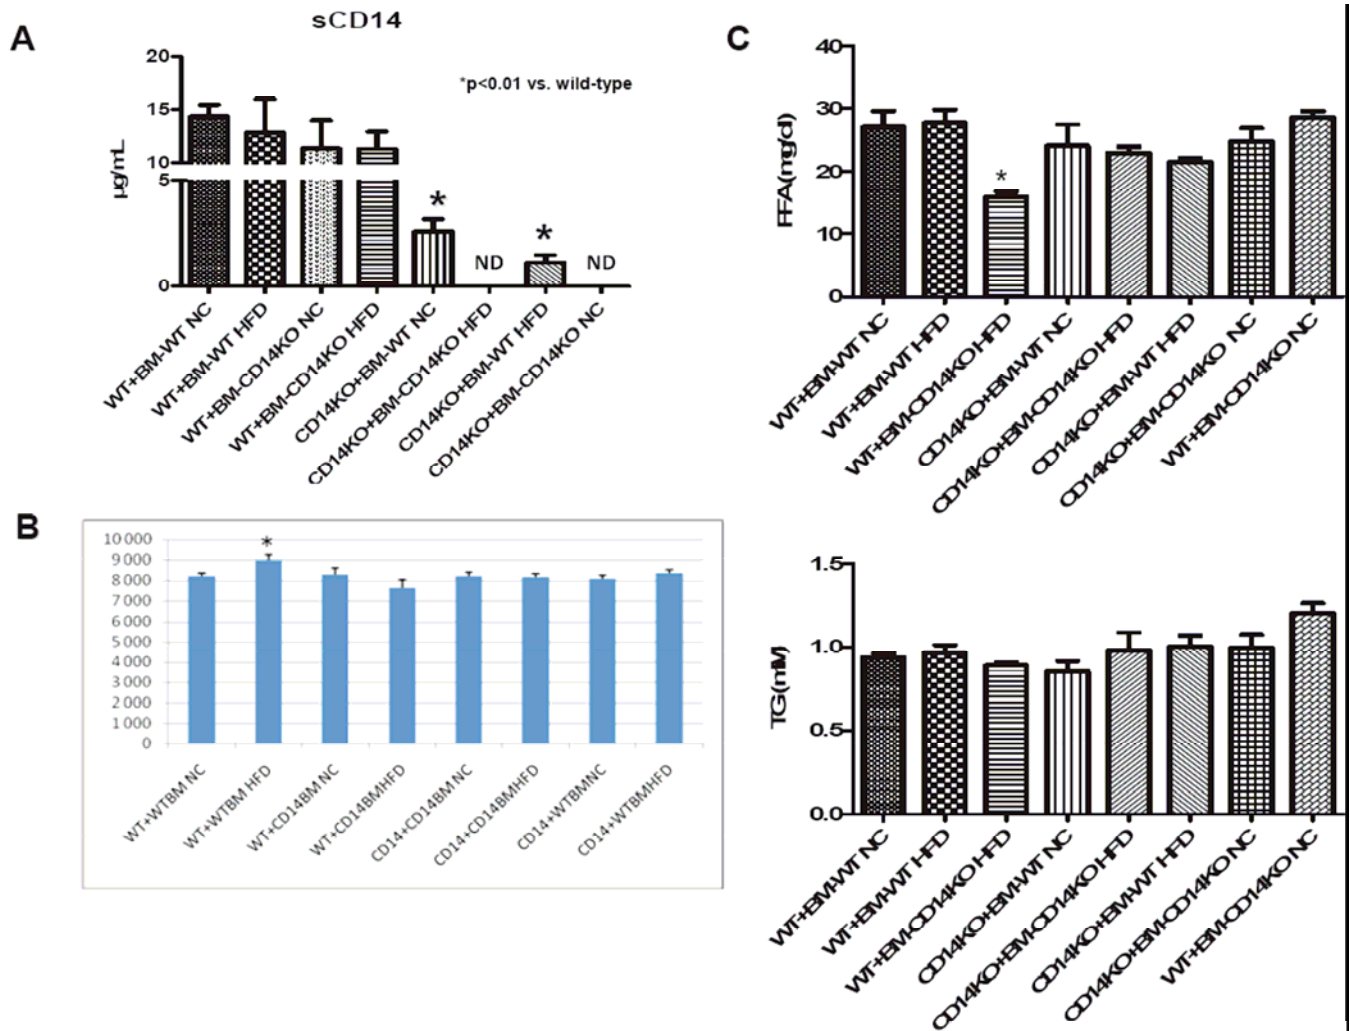 A
sCD14
20
15
10
5
0
µg/mL
*p<0.01 vs. wild-type
*
ND
*
ND
WT+BM-WT NC
WT+BM-WT HFD
WT+BM-CD14KO NC
WT+BM-CD14KO HFD
CD14KO+BM-WT NC
CD14KO+BM-CD14KO HFD
CD14KO+BM-WT HFD
CD14KO+BM-CD14KO NC
B
10 000
9 000
8 000
7 000
6 000
5 000
4 000
3 000
2 000
1 000
0
*
WT+WTBM NC
WT+WTBM HFD
WT+CD14BM NC
WT+CD14BMHFD
CD14+CD14BM NC
CD14+CD14BMHFD
CD14+WTBMNC
CD14+WTBMHFD
C
40
30
20
10
0
FFA(mg/dl)
*
WT+BM-WT NC
WT+BM-WT HFD
WT+BM-CD14KO HFD
CD14KO+BM-WT NC
CD14KO+BM-CD14KO HFD
CD14KO+BM-WT HFD
CD14KO+BM-CD14KO NC
WT+BM-CD14KO NC
1.5
1.0
0.5
0.0
TG(mM)
WT+BM-WT NC
WT+BM-WT HFD
WT+BM-CD14KO HFD
CD14KO+BM-WT NC
CD14KO+BM-CD14KO HFD
CD14KO+BM-WT HFD
CD14KO+BM-CD14KO NC
WT+BM-CD14KO NC